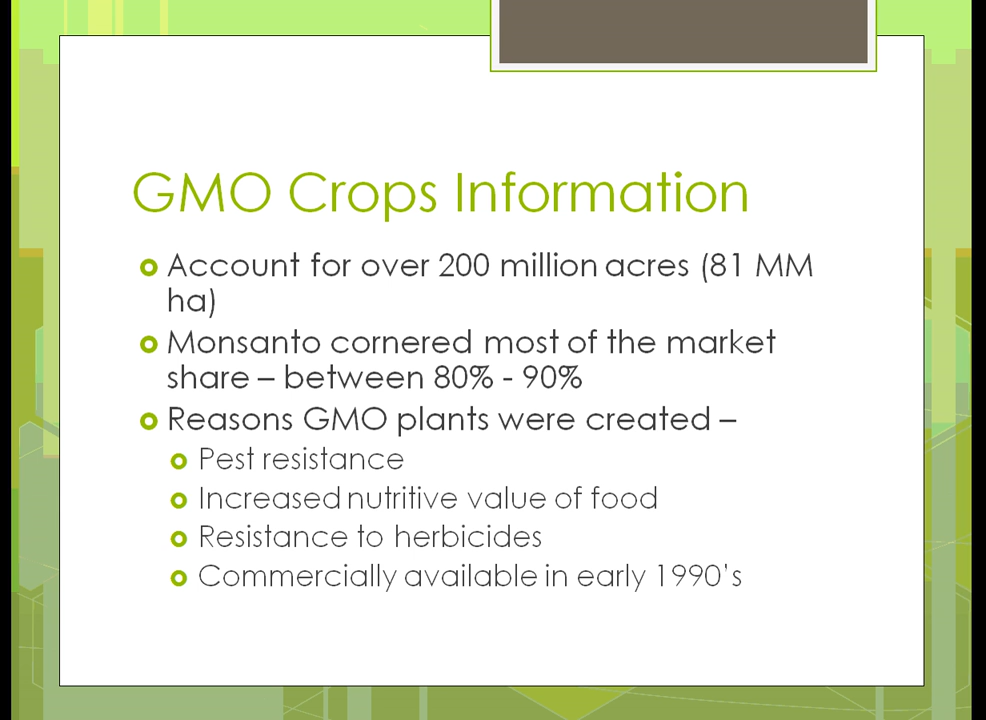 GMO Crops Information
Account for over 200 million acres (81 MM
ha)
Monsanto cornered most of the market
share – between 80% - 90%
Reasons GMO plants were created –
Pest resistance
Increased nutritive value of food
Resistance to herbicides
Commercially available in early 1990's